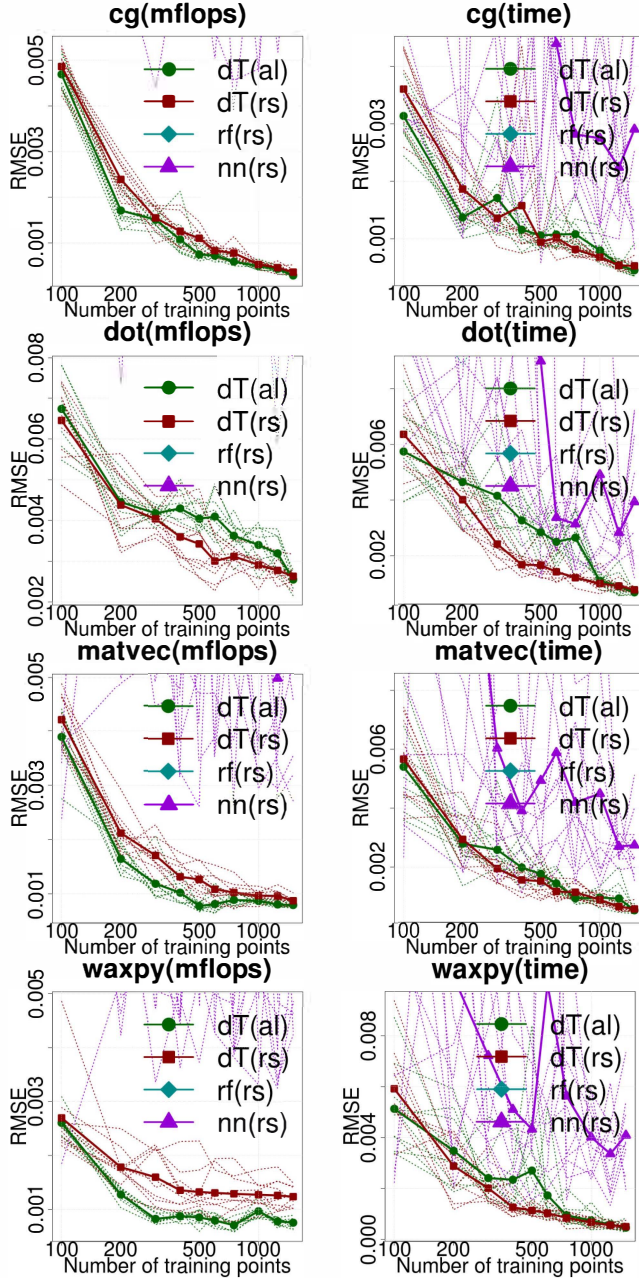 cg(mflops)
RMSE
0.005
0.003
0.001
dT(al)
dT(rs)
rf(rs)
nn(rs)
100
200
500
1000
Number of training points
cg(time)
RMSE
0.003
0.001
dT(al)
dT(rs)
rf(rs)
nn(rs)
100
200
500
1000
Number of training points
dot(mflops)
RMSE
0.008
0.006
0.004
0.002
dT(al)
dT(rs)
rf(rs)
nn(rs)
100
200
500
1000
Number of training points
dot(time)
RMSE
0.006
0.002
dT(al)
dT(rs)
rf(rs)
nn(rs)
100
200
500
1000
Number of training points
matvec(mflops)
RMSE
0.005
0.003
0.001
dT(al)
dT(rs)
rf(rs)
nn(rs)
100
200
500
1000
Number of training points
matvec(time)
RMSE
0.006
0.002
dT(al)
dT(rs)
rf(rs)
nn(rs)
100
200
500
1000
Number of training points
waxpy(mflops)
RMSE
0.005
0.003
0.001
dT(al)
dT(rs)
rf(rs)
nn(rs)
100
200
500
1000
Number of training points
waxpy(time)
RMSE
0.008
0.004
0.000
dT(al)
dT(rs)
rf(rs)
nn(rs)
100
200
500
1000
Number of training points